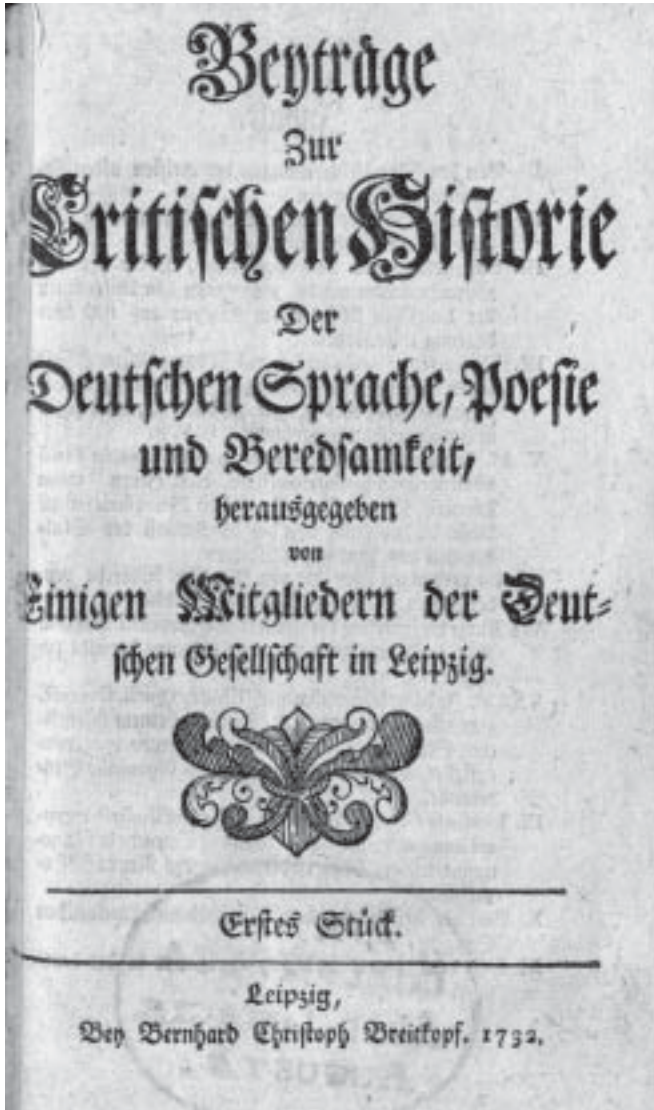 Beyträge
Zur
Critischen Historie
Der
Deutschen Sprache, Poesie
und Beredsamkeit,
herausgegeben
von
Einigen Mitgliedern der Deut-
schen Gesellschaft in Leipzig.
Erstes Stück.
Leipzig,
Bey Bernhard Christoph Breitkopf. 1732.